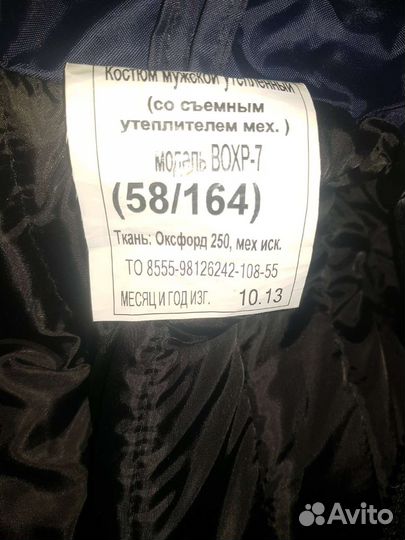 Костюм мужской утепленный
(со съемным
утеплителем мех. )
модель ВОХР-7
(58/164)
Ткань: Оксфорд 250, мех иск.
ТО 8555-98126242-108-55
МЕСЯЦ И ГОД ИЗГ. 10.13
Avito